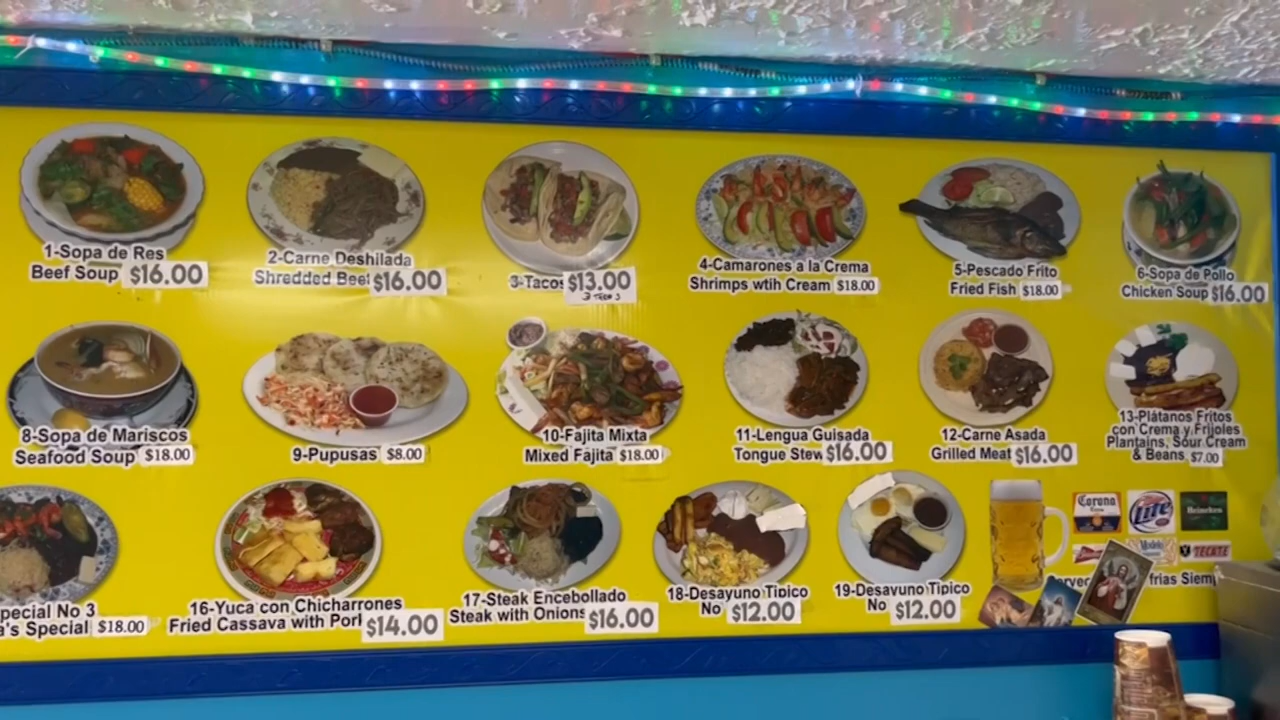 1-Sopa de Res
Beef Soup $16.00
2-Carne Deshilada
Shredded Beef $16.00
3-Tacos $13.00
3 TACOS
4-Camarones a la Crema
Shrimps wtih Cream $18.00
5-Pescado Frito
Fried Fish $18.00
6-Sopa de Pollo
Chicken Soup $16.00
8-Sopa de Mariscos
Seafood Soup $18.00
9-Pupusas $8.00
10-Fajita Mixta
Mixed Fajita $18.00
11-Lengua Guisada
Tongue Stew $16.00
12-Carne Asada
Grilled Meat $16.00
13-Plátanos Fritos
con Crema y Frijoles
Plantains, Sour Cream
& Beans $7.00
pecial No 3
a's Special $18.00
16-Yuca con Chicharrones
Fried Cassava with Pork $14.00
17-Steak Encebollado
Steak with Onions $16.00
18-Desayuno Tipico
No $12.00
19-Desayuno Tipico
No $12.00
Corona
Lite
Heineken
Modelo
TECATE
frias Siemp